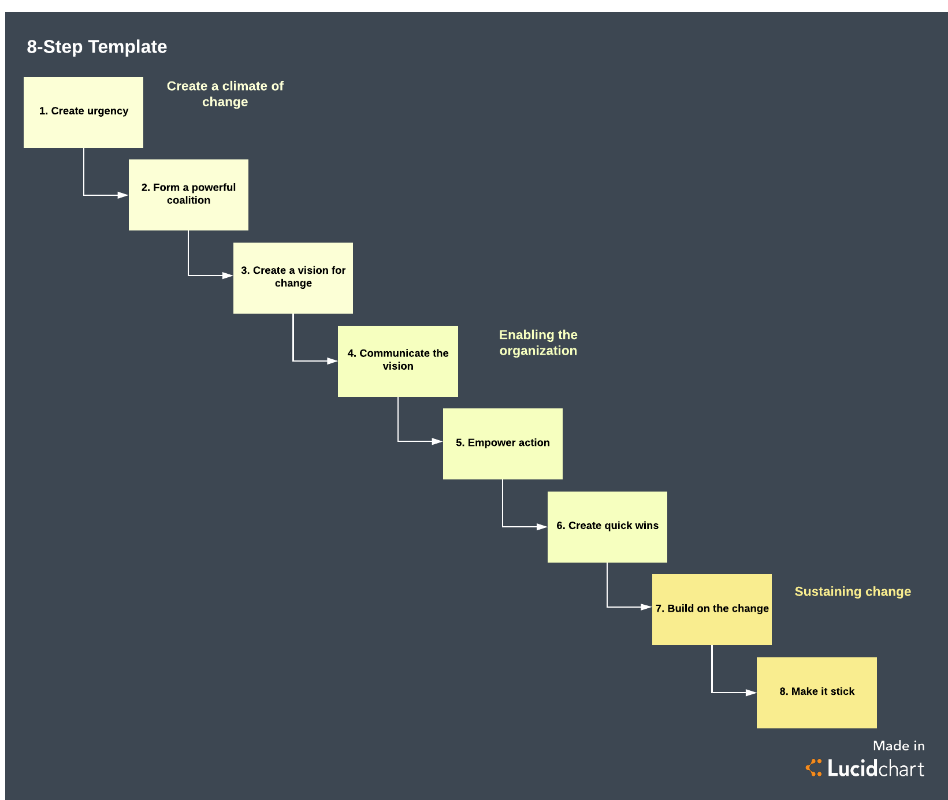 8-Step Template
Create a climate of
change
1. Create urgency
2. Form a powerful
coalition
3. Create a vision for
change
Enabling the
organization
4. Communicate the
vision
5. Empower action
6. Create quick wins
Sustaining change
7. Build on the change
8. Make it stick
Made in
Lucidchart